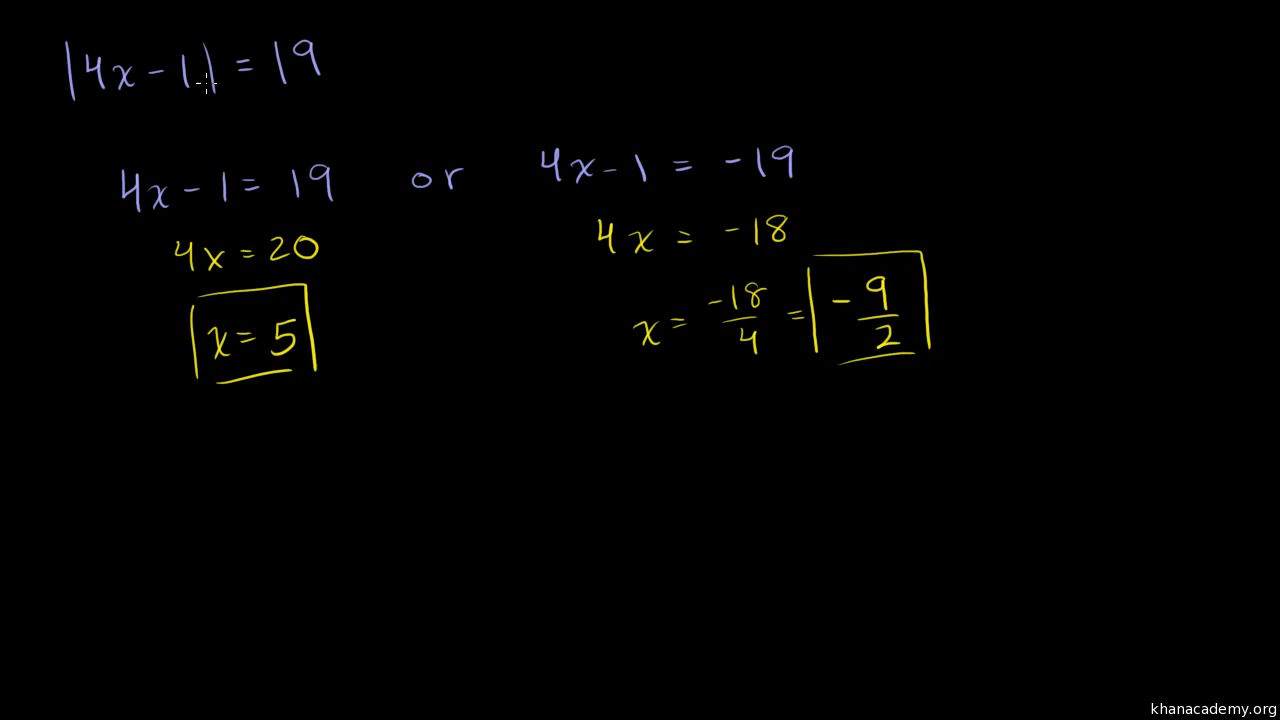 |4x - 1| = 19
4x - 1 = 19 or 4x - 1 = -19
4x = 20
x = 5
4x = -18
x = -18/4 = -9/2
khanacademy.org